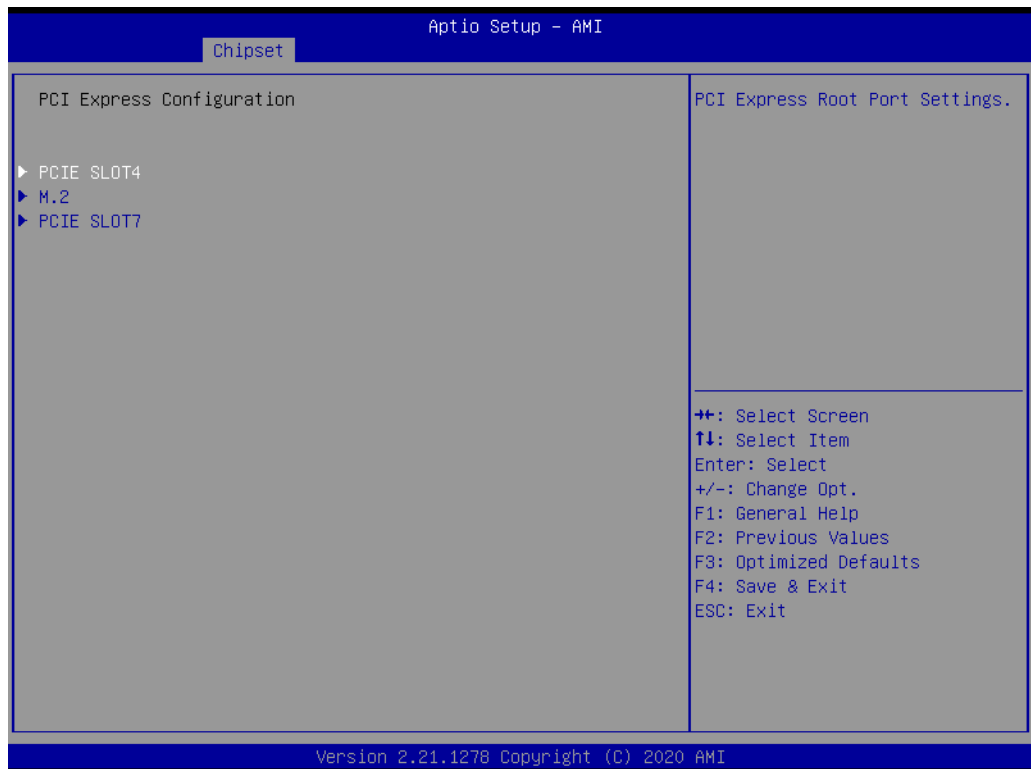 Aptio Setup – AMI
Chipset
PCI Express Configuration
PCIE SLOT4
M.2
PCIE SLOT7
PCI Express Root Port Settings.
→←: Select Screen
↑↓: Select Item
Enter: Select
+/-: Change Opt.
F1: General Help
F2: Previous Values
F3: Optimized Defaults
F4: Save & Exit
ESC: Exit
Version 2.21.1278 Copyright (C) 2020 AMI